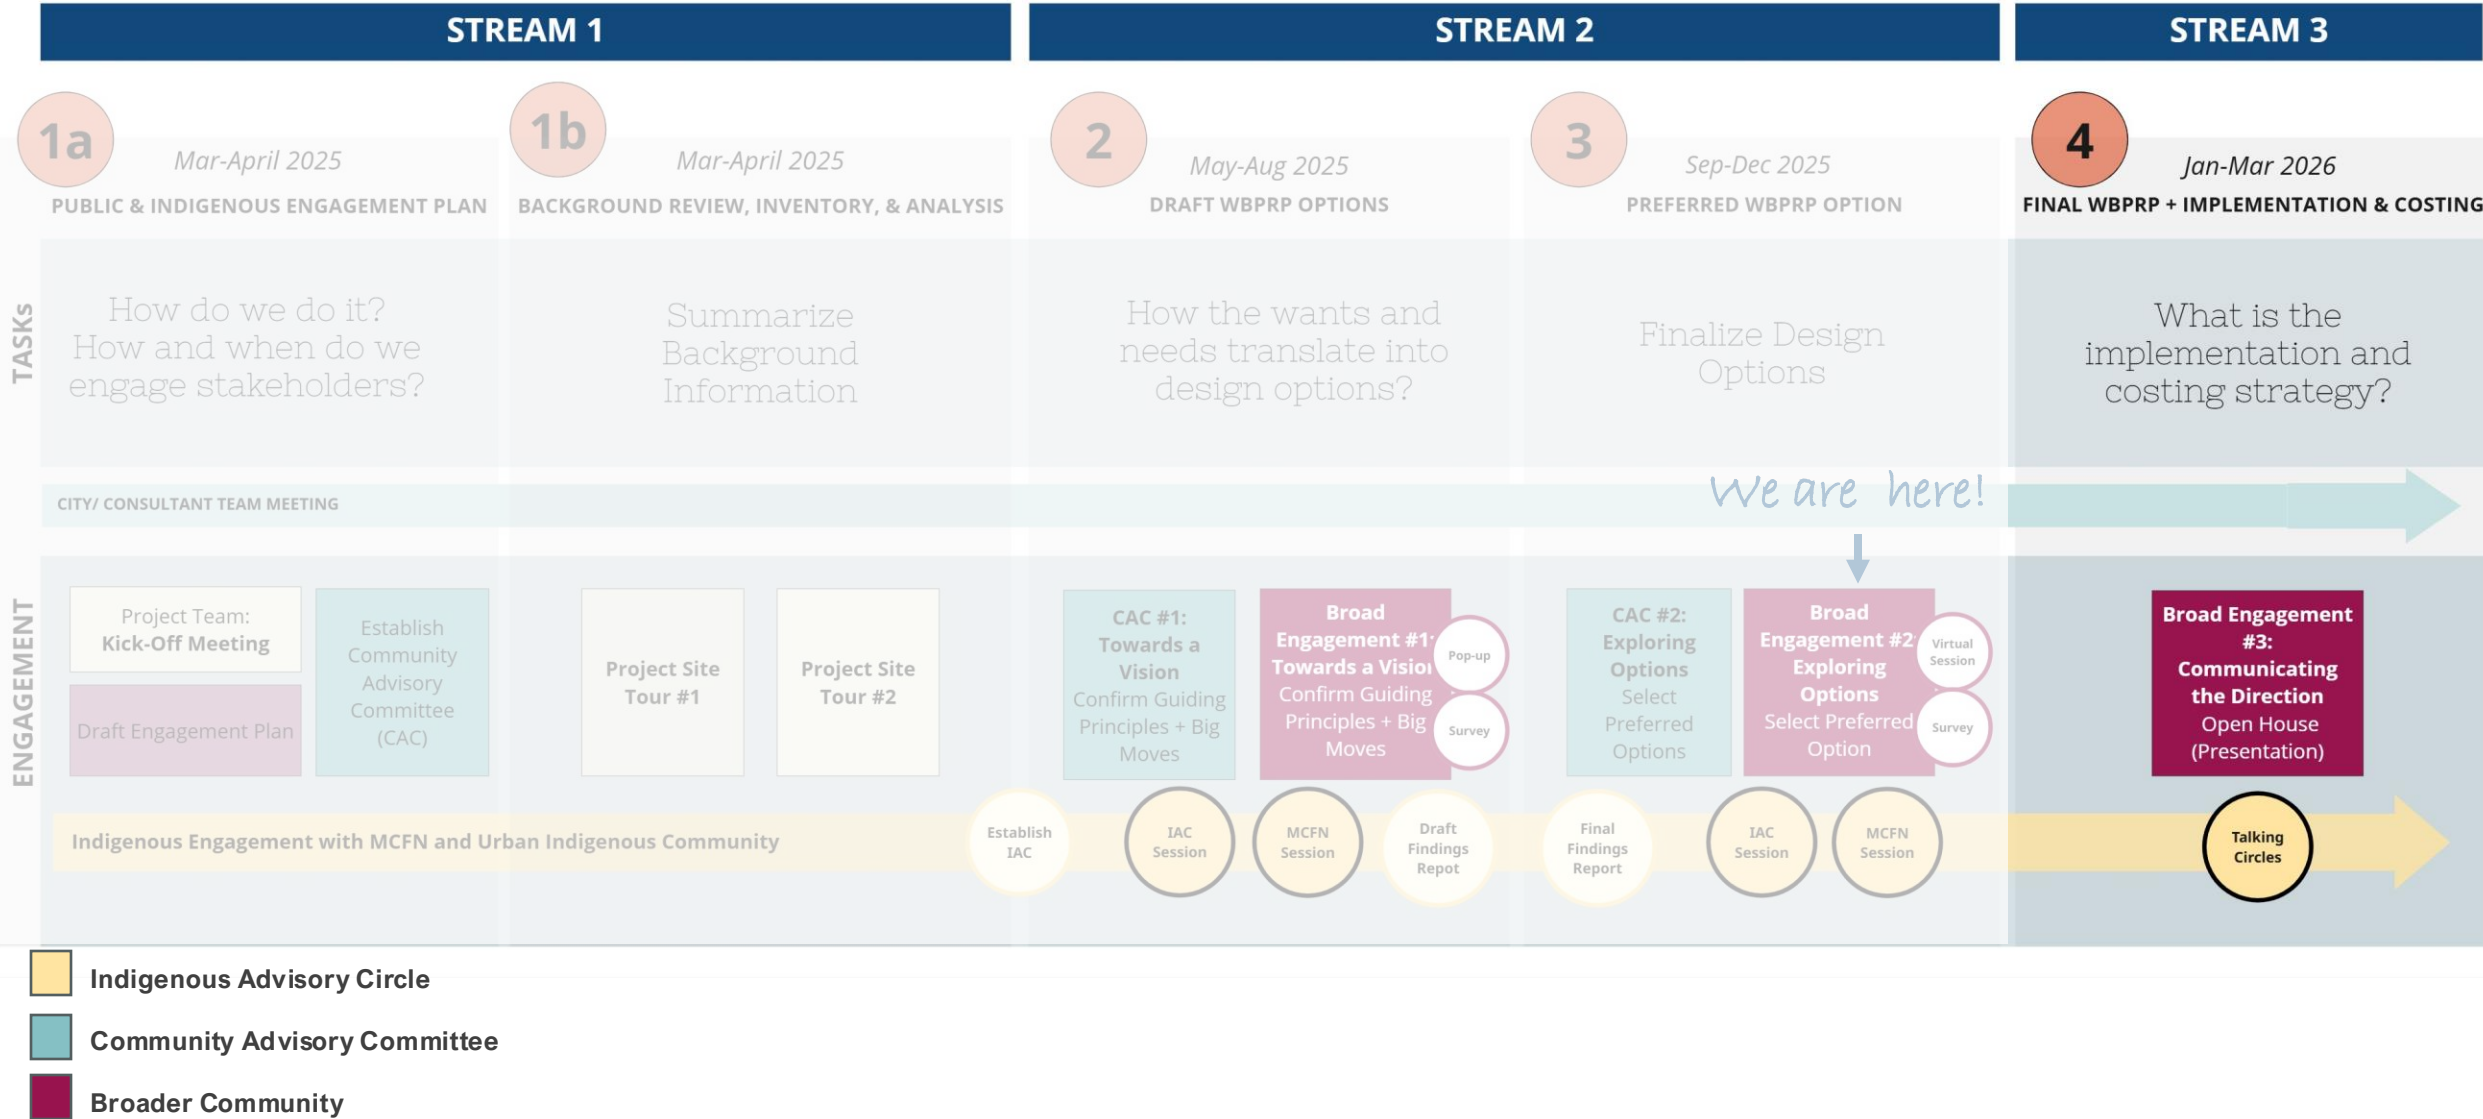 STREAM 1
STREAM 2
STREAM 3
1a
Mar-April 2025
PUBLIC & INDIGENOUS ENGAGEMENT PLAN
1b
Mar-April 2025
BACKGROUND REVIEW, INVENTORY, & ANALYSIS
2
May-Aug 2025
DRAFT WBPRP OPTIONS
3
Sep-Dec 2025
PREFERRED WBPRP OPTION
4
Jan-Mar 2026
FINAL WBPRP + IMPLEMENTATION & COSTING
TASKs
How do we do it?
How and when do we
engage stakeholders?
Summarize
Background
Information
How the wants and
needs translate into
design options?
Finalize Design
Options
What is the
implementation and
costing strategy?
CITY/ CONSULTANT TEAM MEETING
We are here!
ENGAGEMENT
Project Team:
Kick-Off Meeting
Draft Engagement Plan
Establish
Community
Advisory
Committee
(CAC)
Project Site
Tour #1
Project Site
Tour #2
CAC #1:
Towards a
Vision
Confirm Guiding
Principles + Big
Moves
Broad
Engagement #1:
Towards a Vision
Confirm Guiding
Principles + Big
Moves
Pop-up
Survey
CAC #2:
Exploring
Options
Select
Preferred
Options
Broad
Engagement #2:
Exploring
Options
Select Preferred
Option
Virtual
Session
Survey
Broad Engagement
#3:
Communicating
the Direction
Open House
(Presentation)
Indigenous Engagement with MCFN and Urban Indigenous Community
Establish
IAC
IAC
Session
MCFN
Session
Draft
Findings
Repot
Final
Findings
Report
IAC
Session
MCFN
Session
Talking
Circles
Indigenous Advisory Circle
Community Advisory Committee
Broader Community